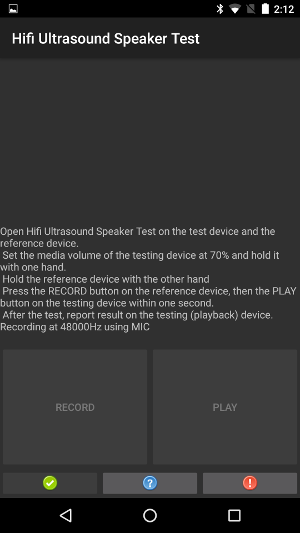 2:12
Hifi Ultrasound Speaker Test
Open Hifi Ultrasound Speaker Test on the test device and the
reference device.
Set the media volume of the testing device at 70% and hold it
with one hand.
Hold the reference device with the other hand
Press the RECORD button on the reference device, then the PLAY
button on the testing device within one second.
After the test, report result on the testing (playback) device.
Recording at 48000Hz using MIC
RECORD
PLAY